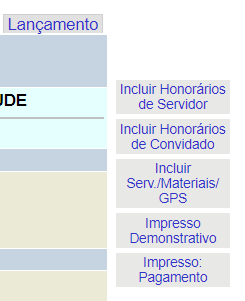 Lançamento
UDE
Incluir Honorários
de Servidor
Incluir Honorários
de Convidado
Incluir
Serv./Materiais/
GPS
Impresso
Demonstrativo
Impresso:
Pagamento